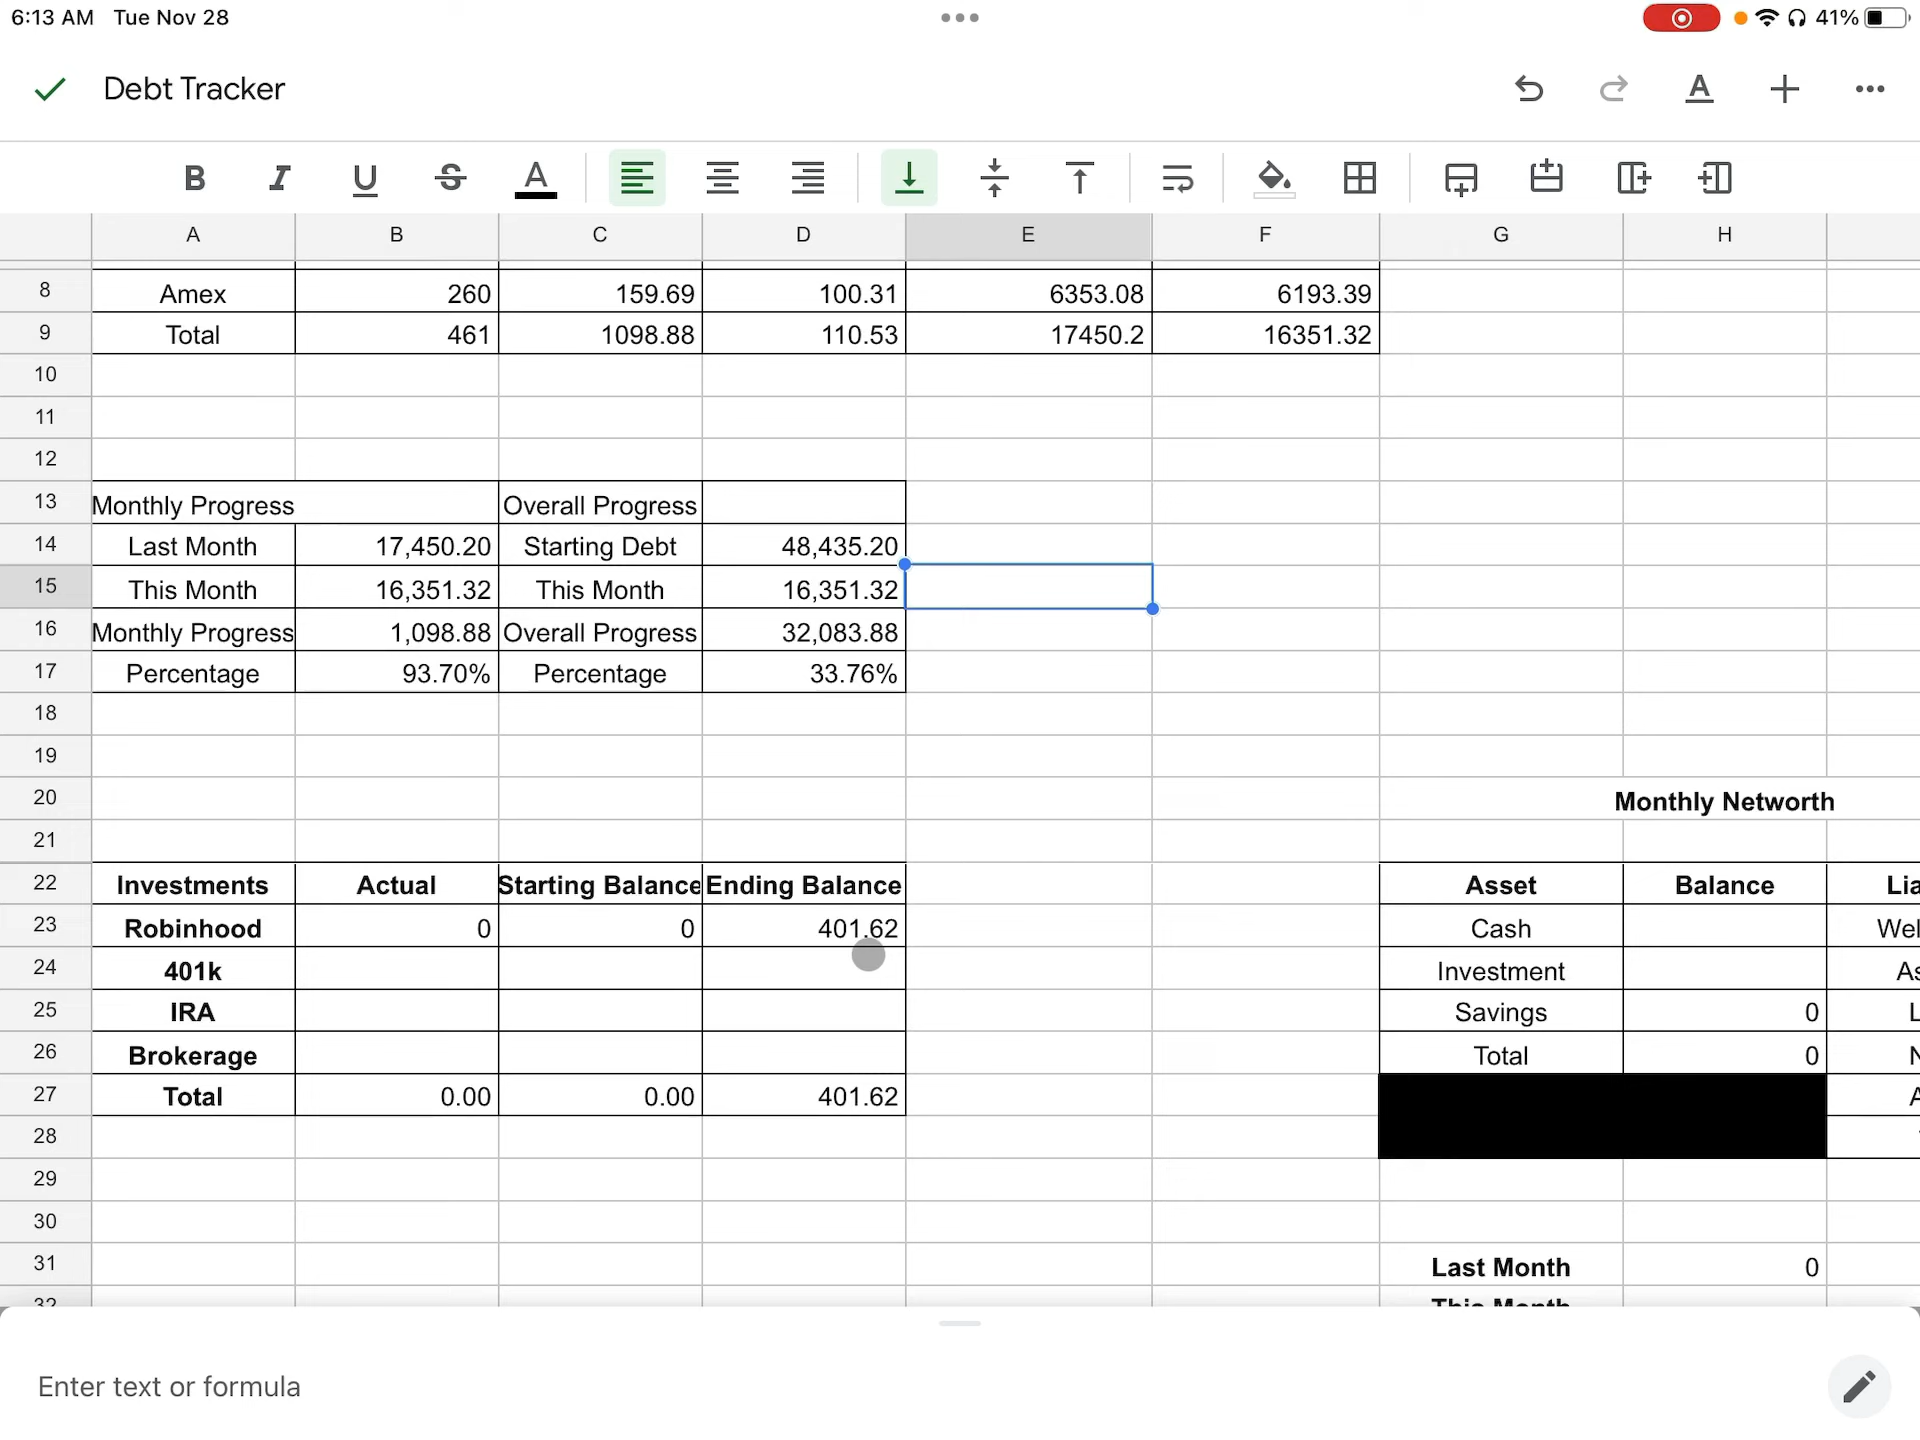 6:13 AM Tue Nov 28 41%
Debt Tracker
B I U S A
A B C D E F G H
8 Amex 260 159.69 100.31 6353.08 6193.39
9 Total 461 1098.88 110.53 17450.2 16351.32
10
11
12
13 Monthly Progress Overall Progress
14 Last Month 17,450.20 Starting Debt 48,435.20
15 This Month 16,351.32 This Month 16,351.32
16 Monthly Progress 1,098.88 Overall Progress 32,083.88
17 Percentage 93.70% Percentage 33.76%
18
19
20 Monthly Networth
21
22 Investments Actual Starting Balance Ending Balance Asset Balance Lia
23 Robinhood 0 0 401.62 Cash Wel
24 401k Investment As
25 IRA Savings 0 L
26 Brokerage Total 0 N
27 Total 0.00 0.00 401.62 A
28
29
30
31 Last Month 0
32 This Month
Enter text or formula